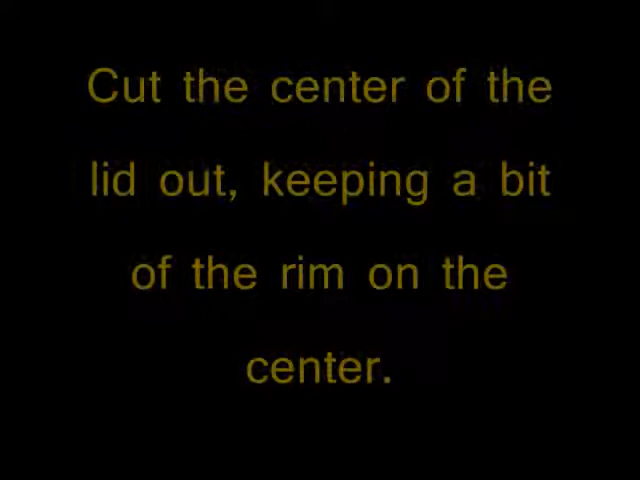 Cut the center of the
lid out, keeping a bit
of the rim on the
center.